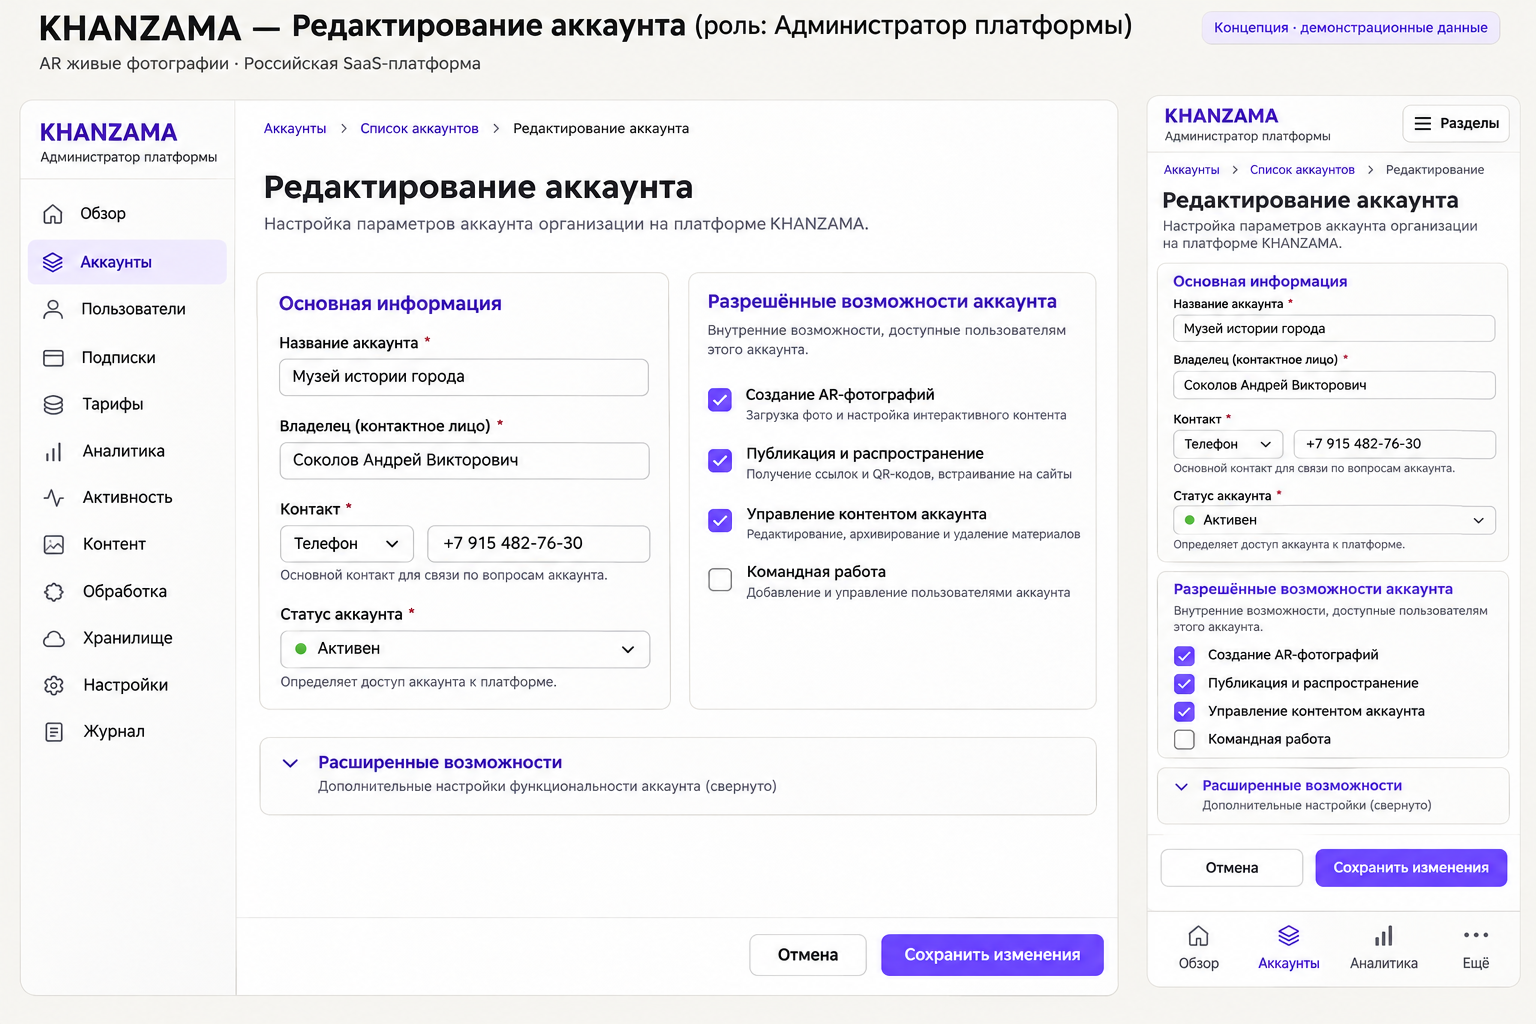 KHANZAMA — Редактирование аккаунта (роль: Администратор платформы)
AR живые фотографии · Российская SaaS-платформа
Концепция · демонстрационные данные
KHANZAMA
Администратор платформы
Обзор
Аккаунты
Пользователи
Подписки
Тарифы
Аналитика
Активность
Контент
Обработка
Хранилище
Настройки
Журнал
Аккаунты > Список аккаунтов > Редактирование аккаунта
Редактирование аккаунта
Настройка параметров аккаунта организации на платформе KHANZAMA.
Основная информация
Название аккаунта *
Музей истории города
Владелец (контактное лицо) *
Соколов Андрей Викторович
Контакт *
Телефон
+7 915 482-76-30
Основной контакт для связи по вопросам аккаунта.
Статус аккаунта *
Активен
Определяет доступ аккаунта к платформе.
Разрешённые возможности аккаунта
Внутренние возможности, доступные пользователям
этого аккаунта.
Создание AR-фотографий
Загрузка фото и настройка интерактивного контента
Публикация и распространение
Получение ссылок и QR-кодов, встраивание на сайты
Управление контентом аккаунта
Редактирование, архивирование и удаление материалов
Командная работа
Добавление и управление пользователями аккаунта
Расширенные возможности
Дополнительные настройки функциональности аккаунта (свернуто)
Отмена
Сохранить изменения
KHANZAMA
Администратор платформы
Разделы
Аккаунты > Список аккаунтов > Редактирование
Редактирование аккаунта
Настройка параметров аккаунта организации
на платформе KHANZAMA.
Основная информация
Название аккаунта *
Музей истории города
Владелец (контактное лицо) *
Соколов Андрей Викторович
Контакт *
Телефон
+7 915 482-76-30
Основной контакт для связи по вопросам аккаунта.
Статус аккаунта *
Активен
Определяет доступ аккаунта к платформе.
Разрешённые возможности аккаунта
Внутренние возможности, доступные пользователям
этого аккаунта.
Создание AR-фотографий
Публикация и распространение
Управление контентом аккаунта
Командная работа
Расширенные возможности
Дополнительные настройки (свернуто)
Отмена
Сохранить изменения
Обзор
Аккаунты
Аналитика
Ещё